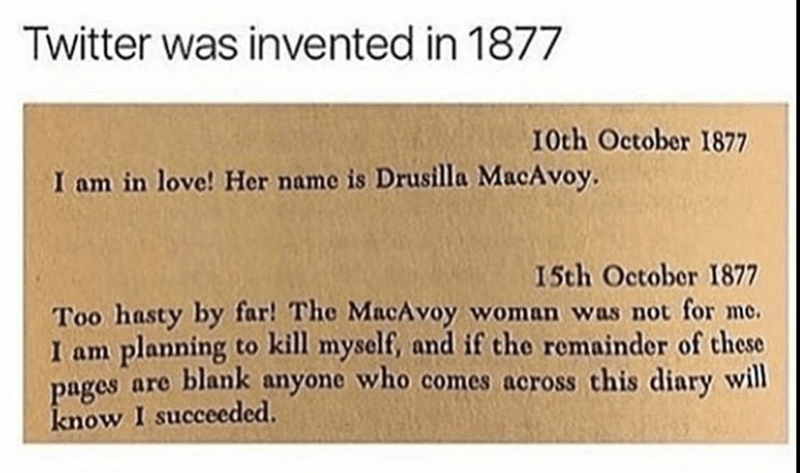 Twitter was invented in 1877
10th October 1877
I am in love! Her name is Drusilla MacAvoy.
15th October 1877
Too hasty by far! The MacAvoy woman was not for me.
I am planning to kill myself, and if the remainder of these
pages are blank anyone who comes across this diary will
know I succeeded.